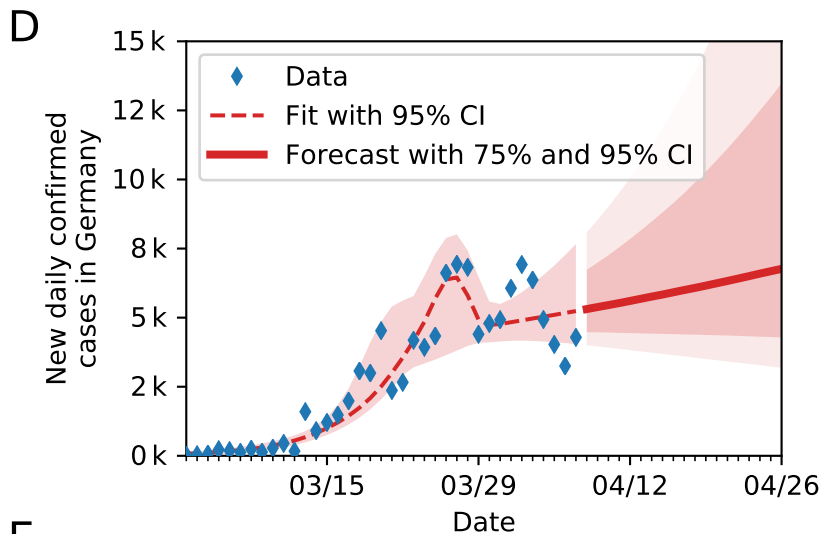 D
15 k
12 k
10 k
8 k
5 k
2 k
0 k
New daily confirmed
cases in Germany
Data
Fit with 95% CI
Forecast with 75% and 95% CI
03/15
03/29
04/12
04/26
Date